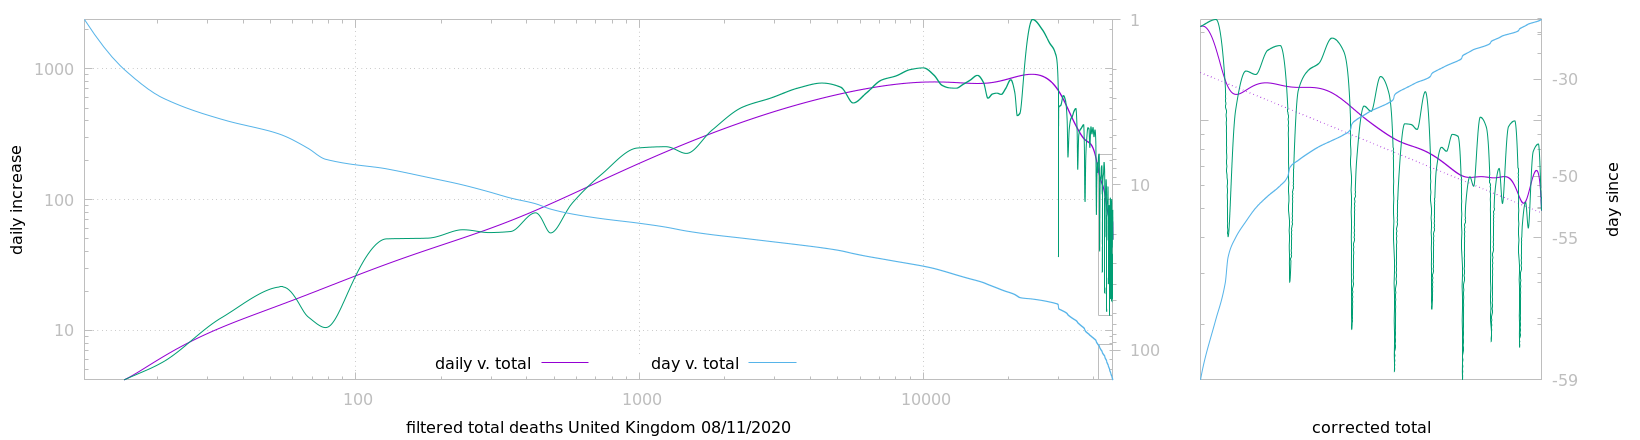 1
1000
-30
daily increase
day since
-50
10
100
-55
10
100
daily v. total
day v. total
-59
100
1000
10000
filtered total deaths United Kingdom 08/11/2020
corrected total